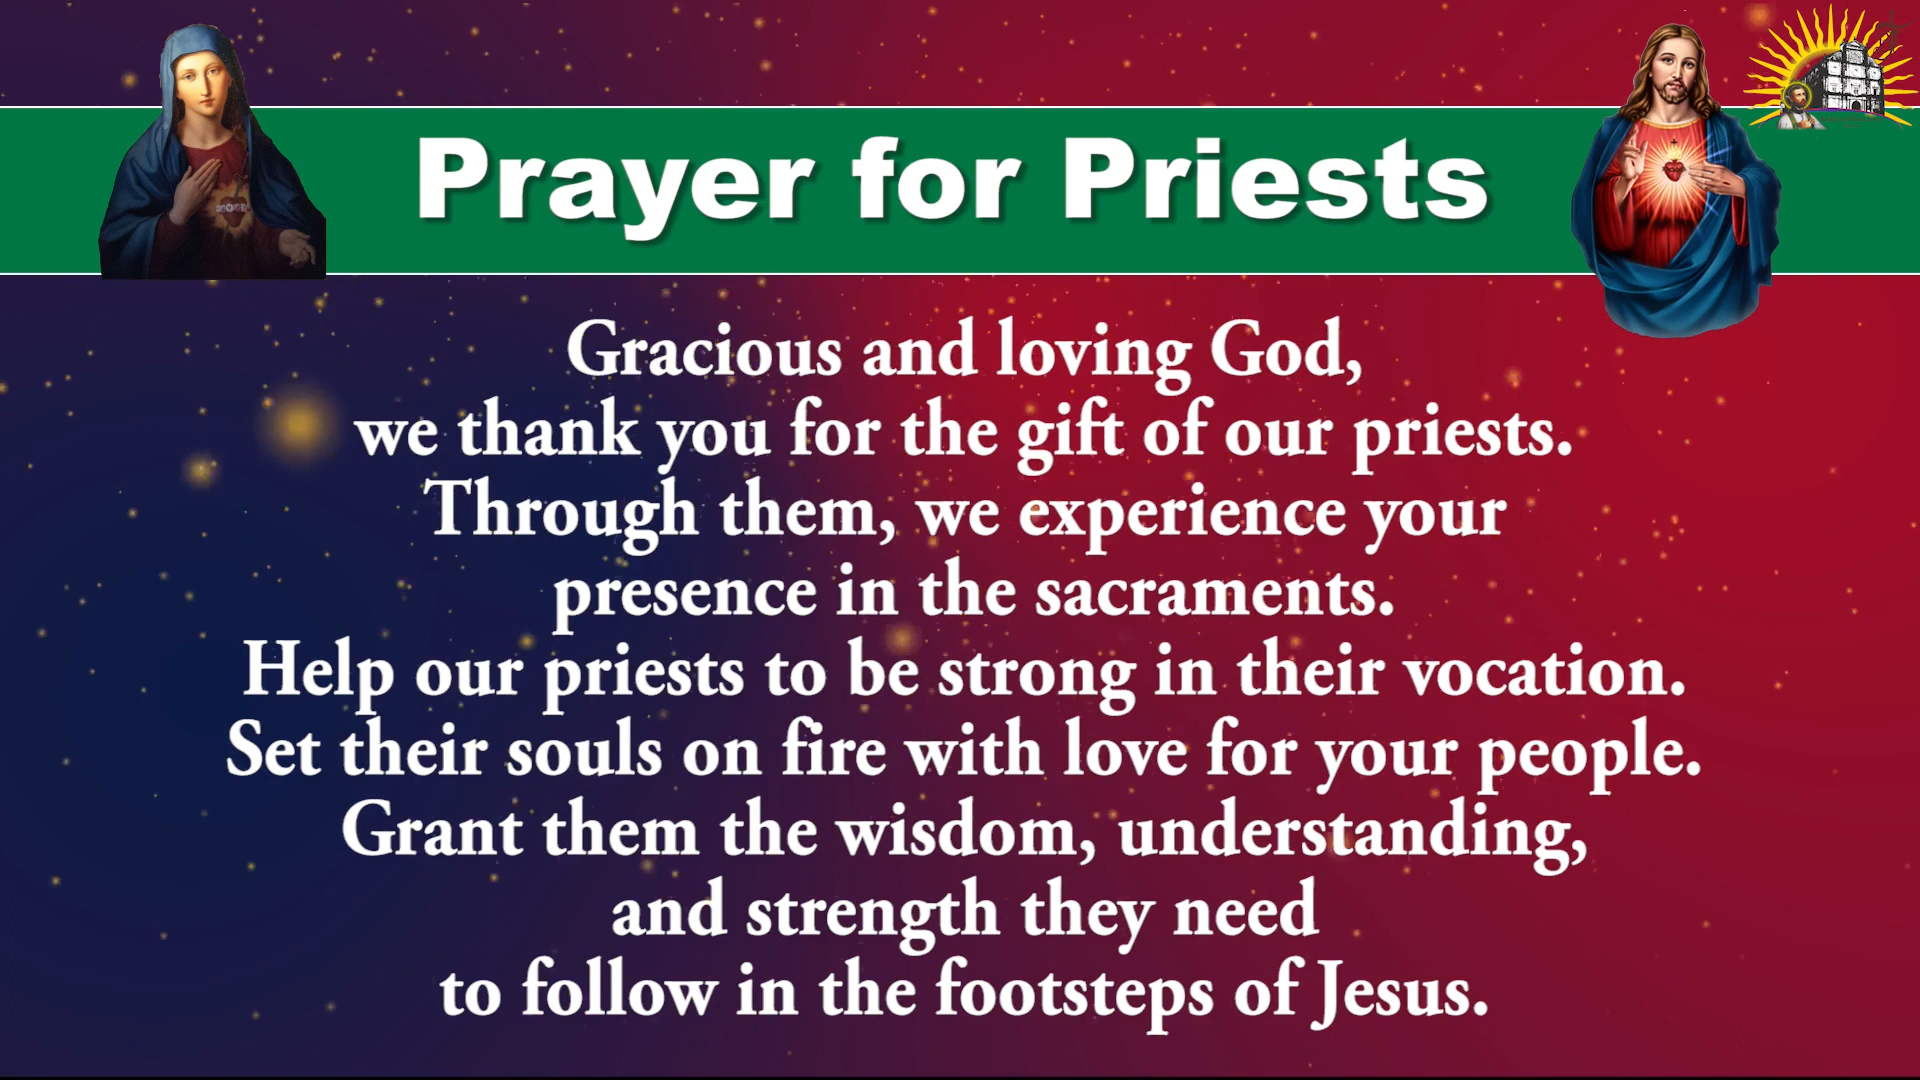 Prayer for Priests
Gracious and loving God,
we thank you for the gift of our priests.
Through them, we experience your
presence in the sacraments.
Help our priests to be strong in their vocation.
Set their souls on fire with love for your people.
Grant them the wisdom, understanding,
and strength they need
to follow in the footsteps of Jesus.